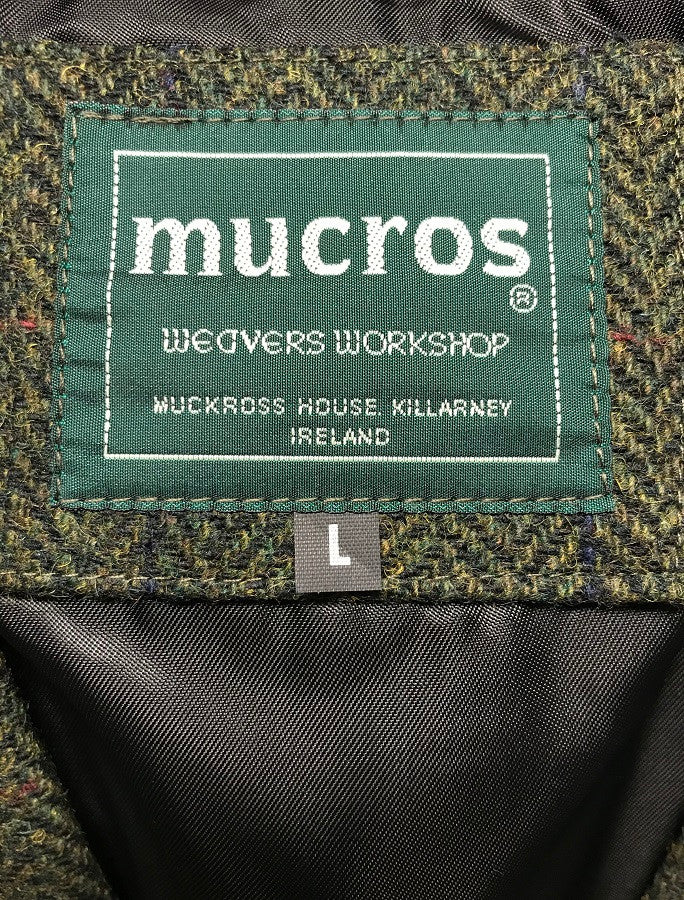 mucros
®
WEAVERS WORKSHOP
MUCKROSS HOUSE, KILLARNEY
IRELAND
L